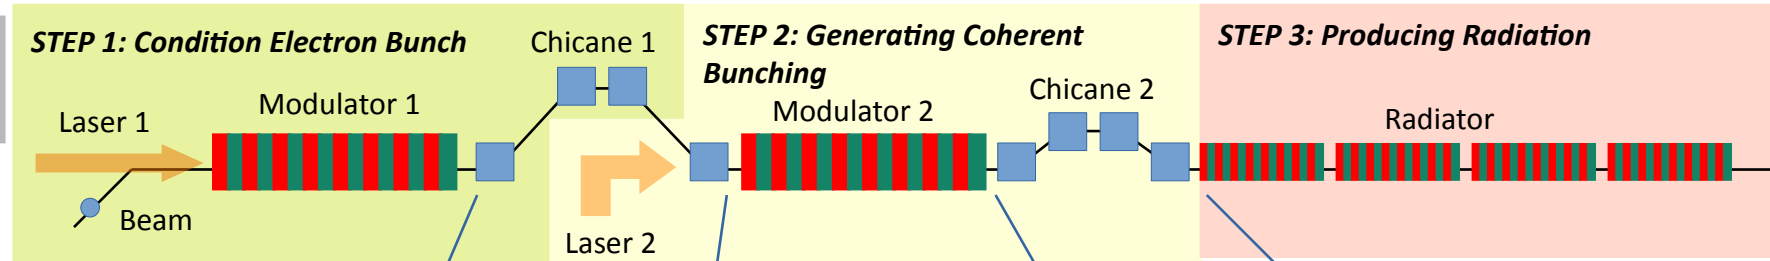 STEP 1: Condition Electron Bunch
Chicane 1
Modulator 1
Laser 1
Beam
Laser 2
STEP 2: Generating Coherent
Bunching
Modulator 2
Chicane 2
STEP 3: Producing Radiation
Radiator